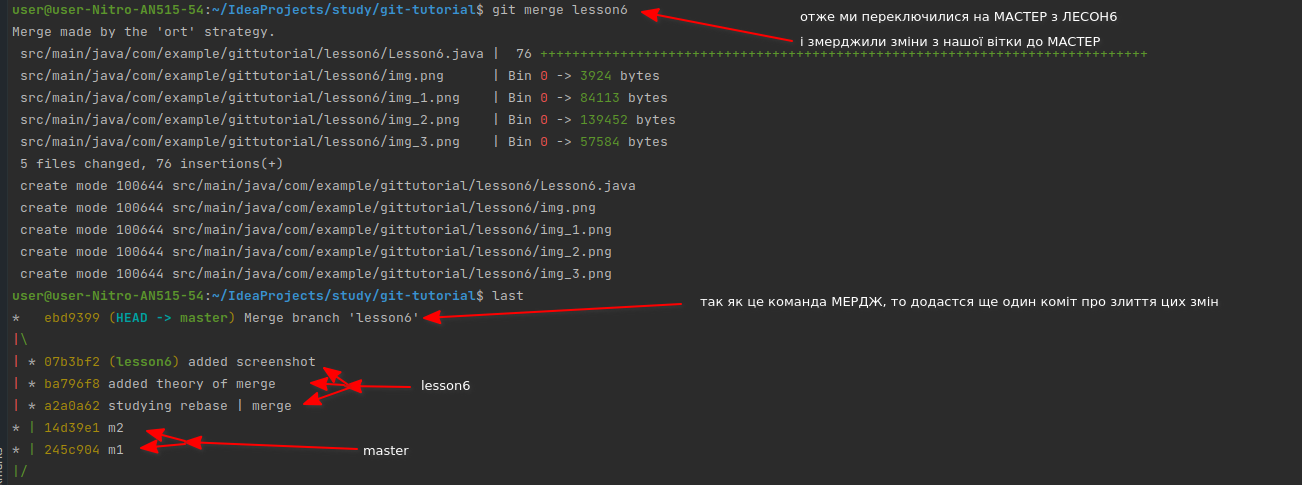 user@user-Nitro-AN515-54:~/IdeaProjects/study/git-tutorial$ git merge lesson6
отже ми переключилися на МАСТЕР з ЛЕСОН6
Merge made by the 'ort' strategy.
і змерджили зміни з нашої вітки до МАСТЕР
src/main/java/com/example/gittutorial/lesson6/Lesson6.java |  76 ++++++++++++++++++++++++++++++++++++++++++++++++++++++++++++++++++++++++++++
src/main/java/com/example/gittutorial/lesson6/img.png      | Bin 0 -> 3924 bytes
src/main/java/com/example/gittutorial/lesson6/img_1.png    | Bin 0 -> 84113 bytes
src/main/java/com/example/gittutorial/lesson6/img_2.png    | Bin 0 -> 139452 bytes
src/main/java/com/example/gittutorial/lesson6/img_3.png    | Bin 0 -> 57584 bytes
5 files changed, 76 insertions(+)
create mode 100644 src/main/java/com/example/gittutorial/lesson6/Lesson6.java
create mode 100644 src/main/java/com/example/gittutorial/lesson6/img.png
create mode 100644 src/main/java/com/example/gittutorial/lesson6/img_1.png
create mode 100644 src/main/java/com/example/gittutorial/lesson6/img_2.png
create mode 100644 src/main/java/com/example/gittutorial/lesson6/img_3.png
user@user-Nitro-AN515-54:~/IdeaProjects/study/git-tutorial$ last
так як це команда МЕРДЖ, то додастся ще один коміт про злиття цих змін
*   ebd9399 (HEAD -> master) Merge branch 'lesson6'
|\
| * 07b3bf2 (lesson6) added screenshot
| * ba796f8 added theory of merge
lesson6
| * a2a0a62 studying rebase | merge
* | 14d39e1 m2
* | 245c904 m1
master
|/